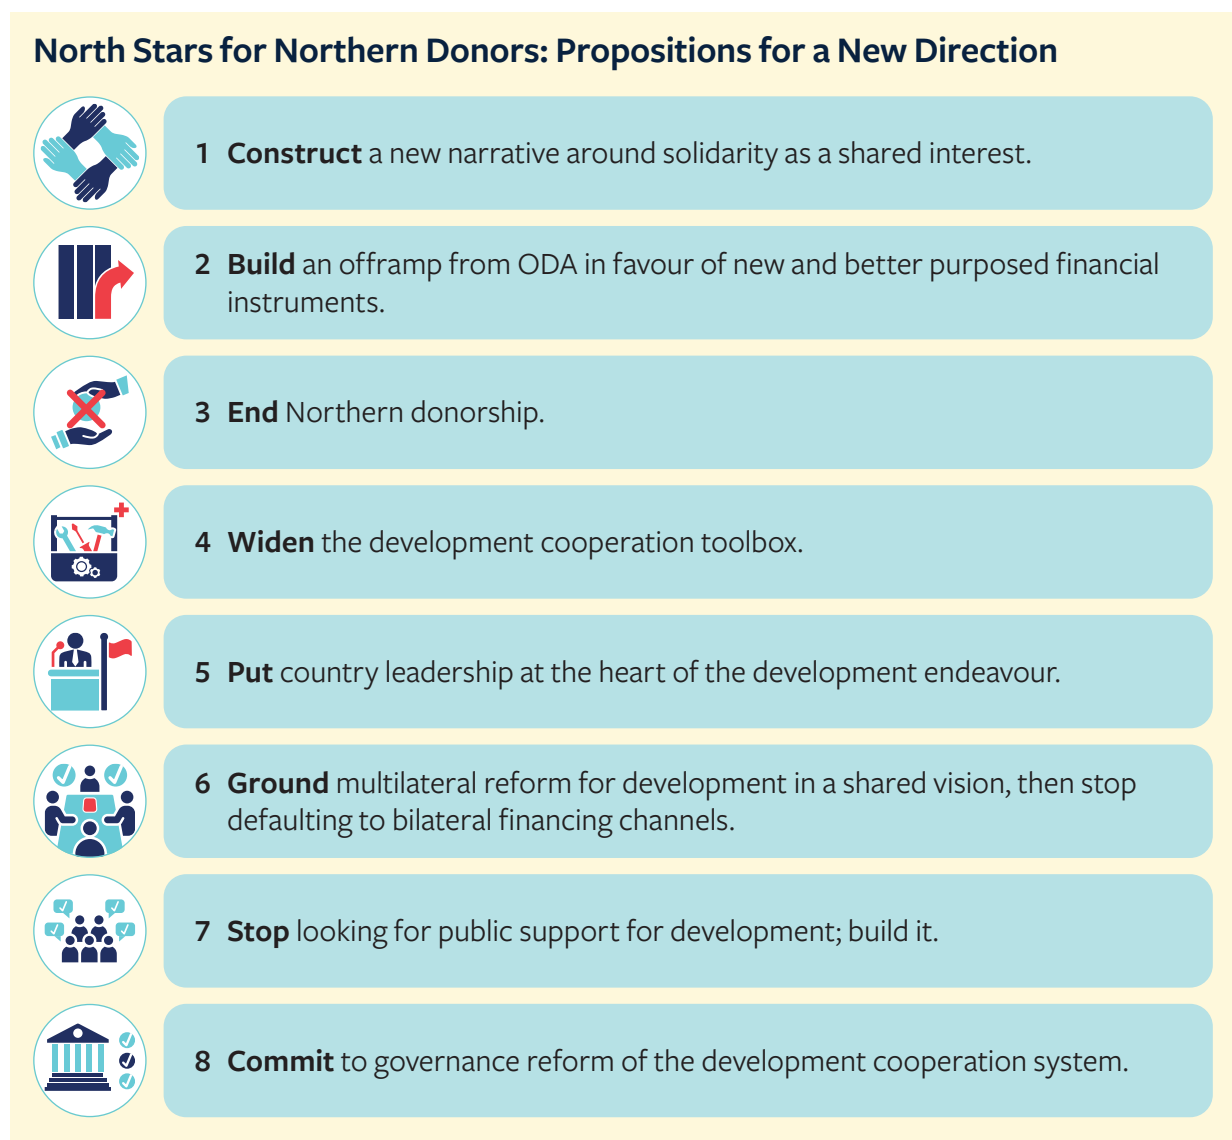 North Stars for Northern Donors: Propositions for a New Direction
1 Construct a new narrative around solidarity as a shared interest.
2 Build an offramp from ODA in favour of new and better purposed financial
instruments.
3 End Northern donorship.
4 Widen the development cooperation toolbox.
5 Put country leadership at the heart of the development endeavour.
6 Ground multilateral reform for development in a shared vision, then stop
defaulting to bilateral financing channels.
7 Stop looking for public support for development; build it.
8 Commit to governance reform of the development cooperation system.